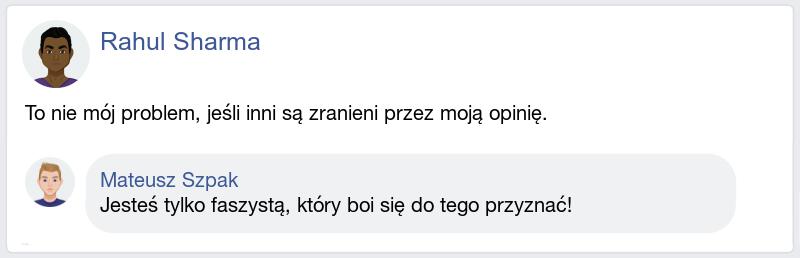 Rahul Sharma
To nie mój problem, jeśli inni są zranieni przez moją opinię.
Mateusz Szpak
Jesteś tylko faszystą, który boi się do tego przyznać!